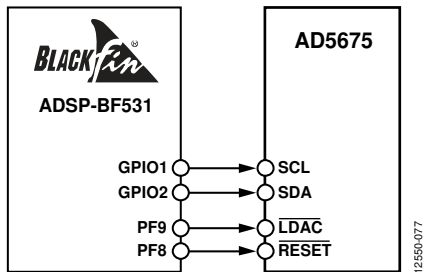 BLACKfin®
ADSP-BF531
AD5675
GPIO1 SCL
GPIO2 SDA
PF9 LDAC
PF8 RESET
12550-077